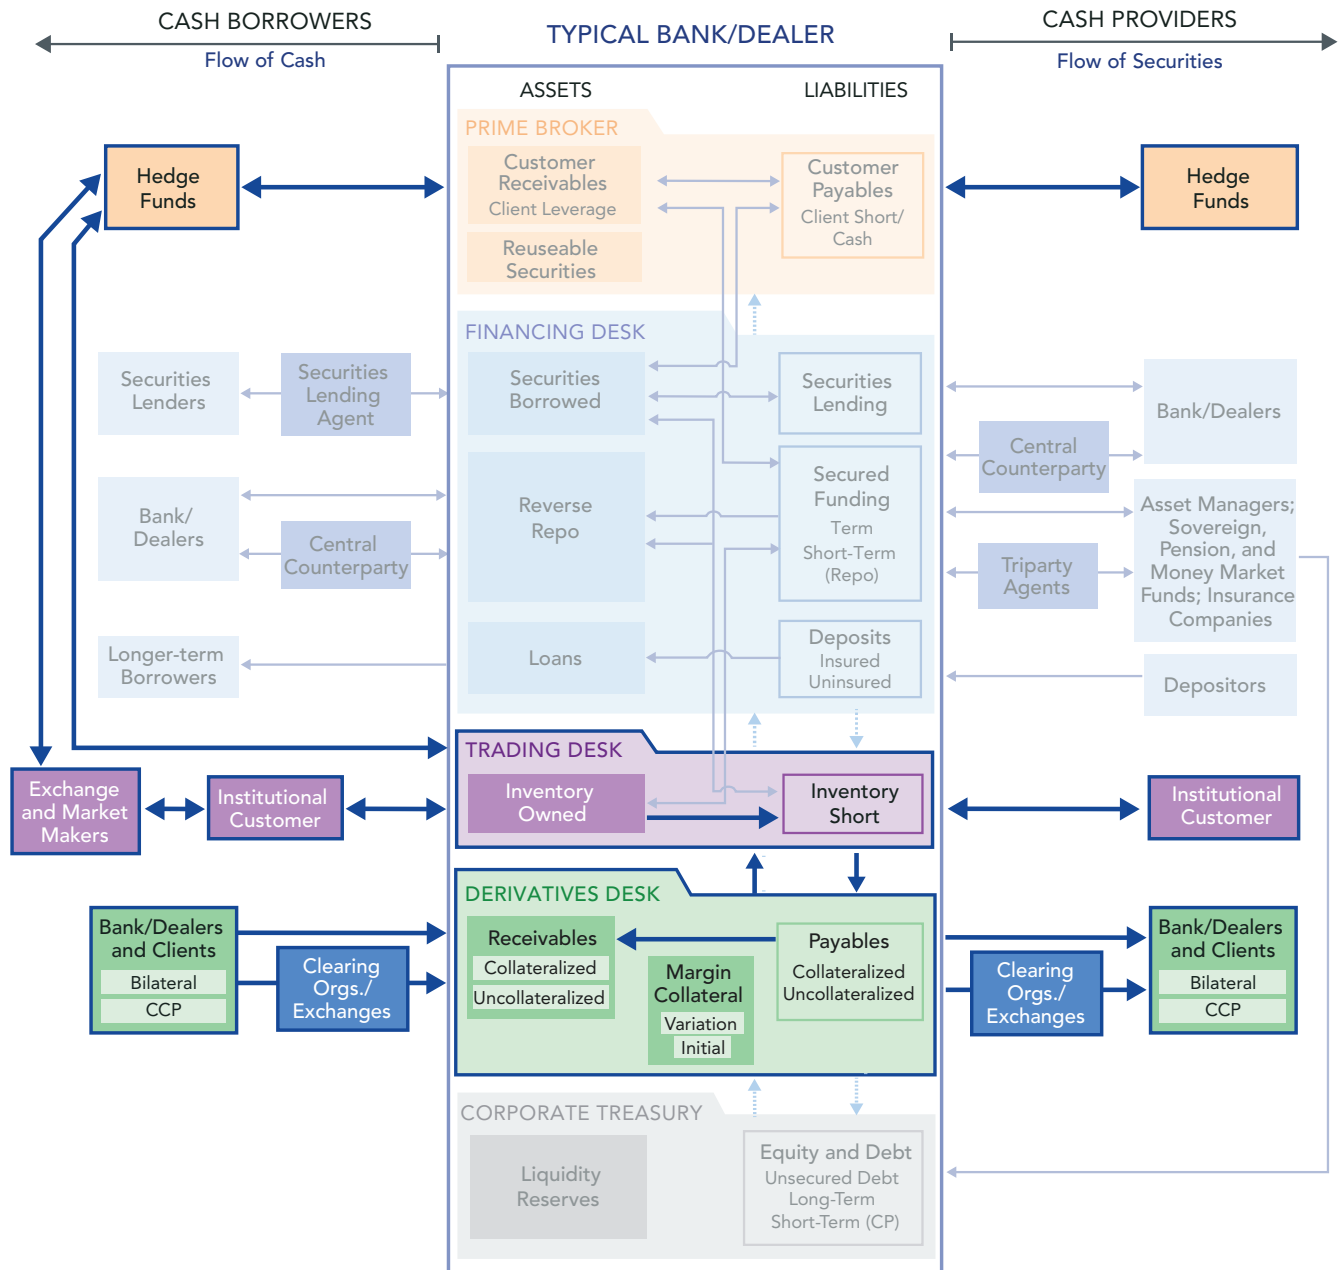 CASH BORROWERS
Flow of Cash
TYPICAL BANK/DEALER
CASH PROVIDERS
Flow of Securities
ASSETS
LIABILITIES
PRIME BROKER
Customer
Receivables
Client Leverage
Reuseable
Securities
Customer
Payables
Client Short/
Cash
Hedge
Funds
Hedge
Funds
FINANCING DESK
Securities
Lenders
Securities
Lending
Agent
Securities
Borrowed
Securities
Lending
Bank/Dealers
Central
Counterparty
Bank/
Dealers
Central
Counterparty
Reverse
Repo
Secured
Funding
Term
Short-Term
(Repo)
Triparty
Agents
Asset Managers;
Sovereign,
Pension, and
Money Market
Funds; Insurance
Companies
Longer-term
Borrowers
Loans
Deposits
Insured
Uninsured
Depositors
TRADING DESK
Exchange
and Market
Makers
Institutional
Customer
Inventory
Owned
Inventory
Short
Institutional
Customer
DERIVATIVES DESK
Bank/Dealers
and Clients
Bilateral
CCP
Clearing
Orgs./
Exchanges
Receivables
Collateralized
Uncollateralized
Margin
Collateral
Variation
Initial
Payables
Collateralized
Uncollateralized
Clearing
Orgs./
Exchanges
Bank/Dealers
and Clients
Bilateral
CCP
CORPORATE TREASURY
Liquidity
Reserves
Equity and Debt
Unsecured Debt
Long-Term
Short-Term (CP)